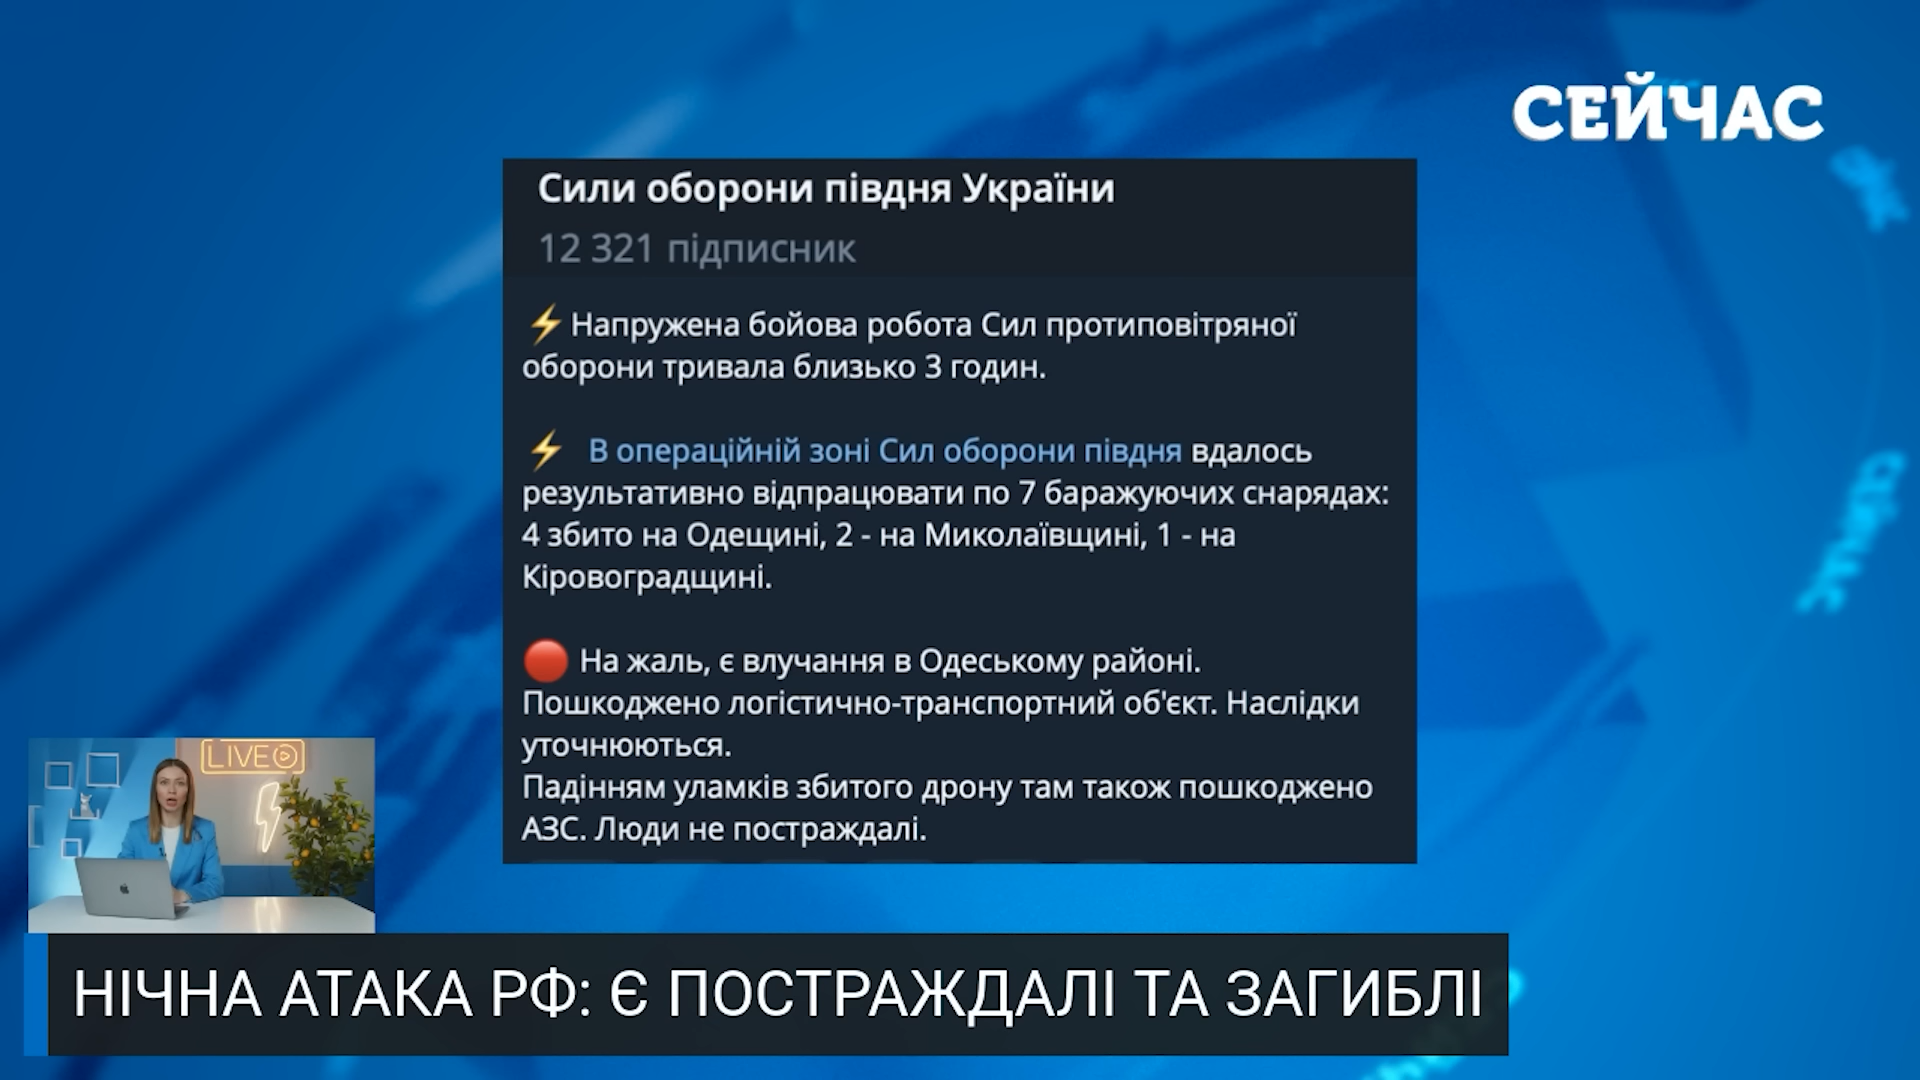 СЕЙЧАС
Сили оборони півдня України
12 321 підписник
⚡Напружена бойова робота Сил протиповітряної
оборони тривала близько 3 годин.
⚡ В операційній зоні Сил оборони півдня вдалось
результативно відпрацювати по 7 баражуючих снарядах:
4 збито на Одещині, 2 - на Миколаївщині, 1 - на
Кіровоградщині.
🔴 На жаль, є влучання в Одеському районі.
Пошкоджено логістично-транспортний об'єкт. Наслідки
уточнюються.
Падінням уламків збитого дрону там також пошкоджено
АЗС. Люди не постраждалі.
LIVE
НІЧНА АТАКА РФ: Є ПОСТРАЖДАЛІ ТА ЗАГИБЛІ